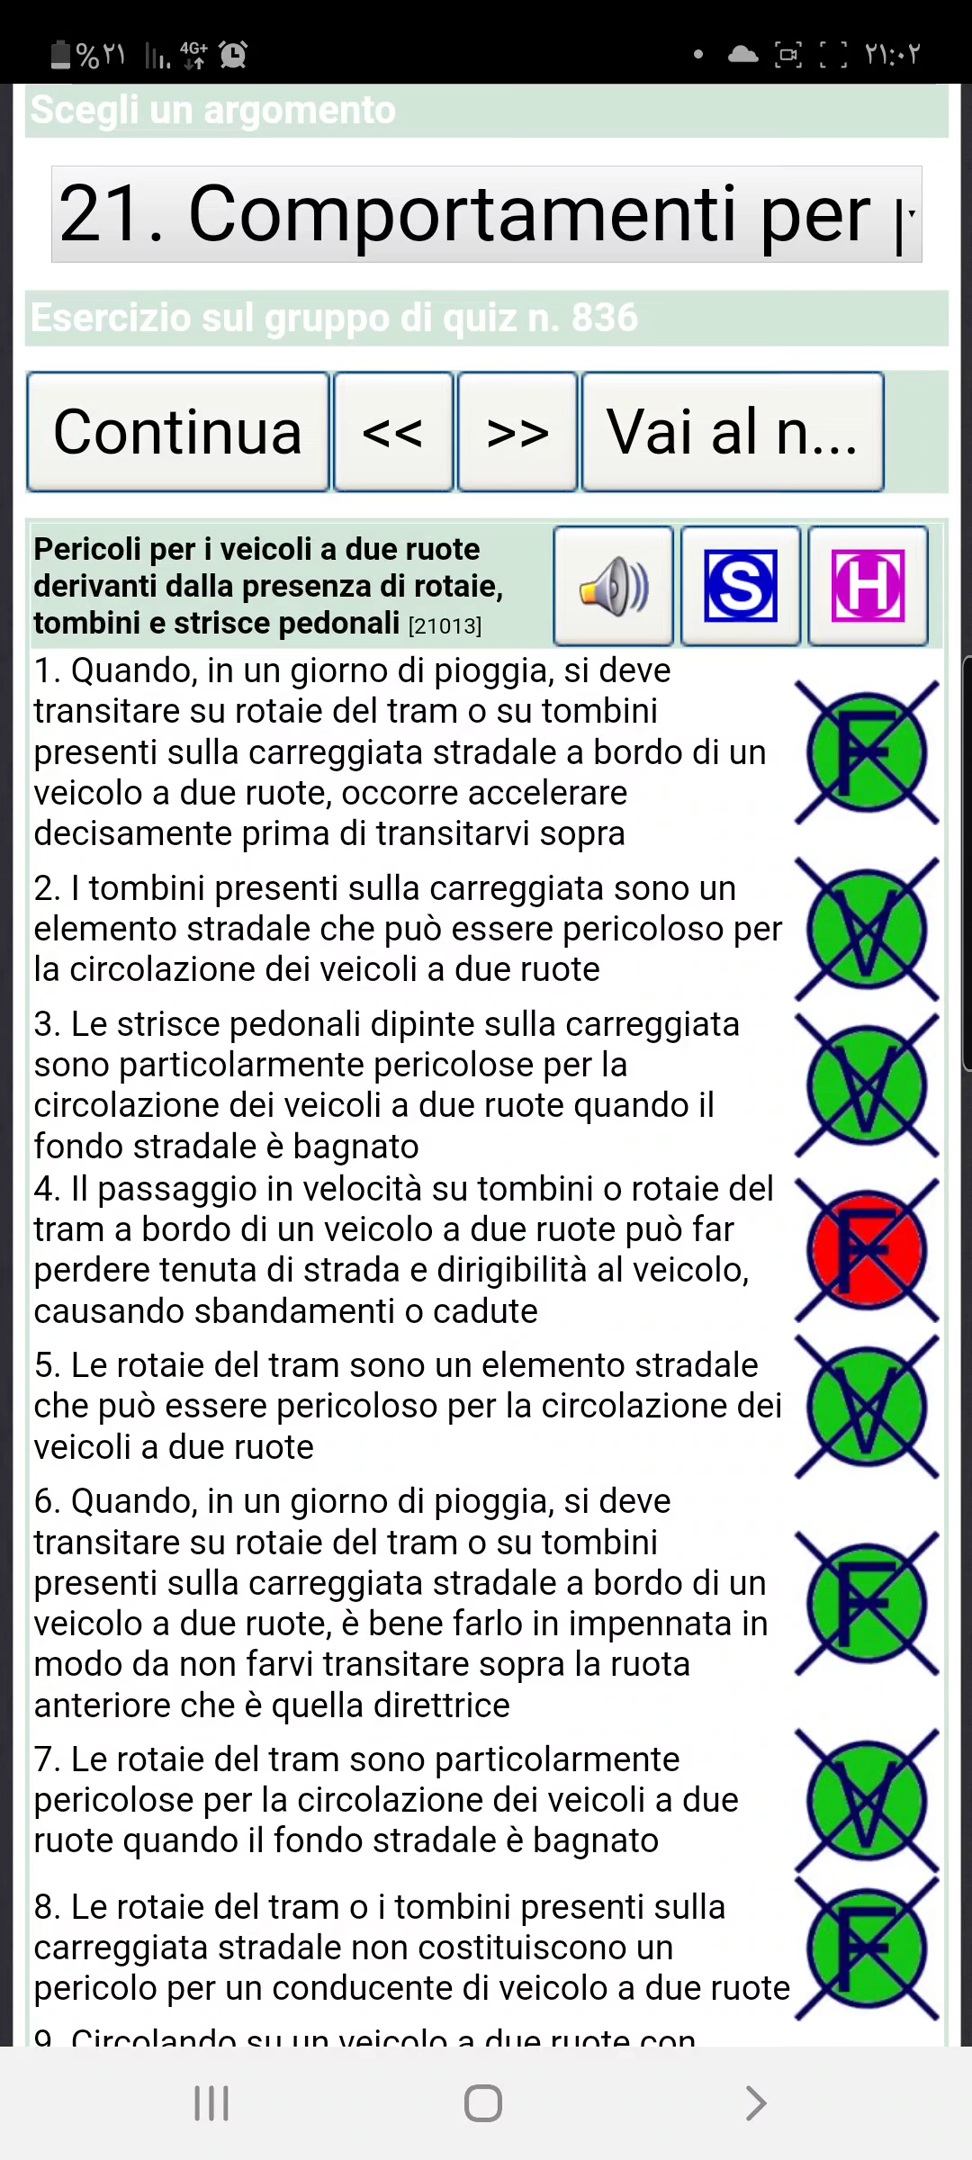 %۲۱ 4G+ ۲۱:۰۲
Scegli un argomento
21. Comportamenti per
Esercizio sul gruppo di quiz n. 836
Continua << >> Vai al n...
Pericoli per i veicoli a due ruote
derivanti dalla presenza di rotaie,
tombini e strisce pedonali [21013]
S H
1. Quando, in un giorno di pioggia, si deve
transitare su rotaie del tram o su tombini
presenti sulla carreggiata stradale a bordo di un
veicolo a due ruote, occorre accelerare
decisamente prima di transitarvi sopra
F
2. I tombini presenti sulla carreggiata sono un
elemento stradale che può essere pericoloso per
la circolazione dei veicoli a due ruote
V
3. Le strisce pedonali dipinte sulla carreggiata
sono particolarmente pericolose per la
circolazione dei veicoli a due ruote quando il
fondo stradale è bagnato
V
4. Il passaggio in velocità su tombini o rotaie del
tram a bordo di un veicolo a due ruote può far
perdere tenuta di strada e dirigibilità al veicolo,
causando sbandamenti o cadute
F
5. Le rotaie del tram sono un elemento stradale
che può essere pericoloso per la circolazione dei
veicoli a due ruote
V
6. Quando, in un giorno di pioggia, si deve
transitare su rotaie del tram o su tombini
presenti sulla carreggiata stradale a bordo di un
veicolo a due ruote, è bene farlo in impennata in
modo da non farvi transitare sopra la ruota
anteriore che è quella direttrice
F
7. Le rotaie del tram sono particolarmente
pericolose per la circolazione dei veicoli a due
ruote quando il fondo stradale è bagnato
V
8. Le rotaie del tram o i tombini presenti sulla
carreggiata stradale non costituiscono un
pericolo per un conducente di veicolo a due ruote
F
9. Circolando su un veicolo a due ruote con